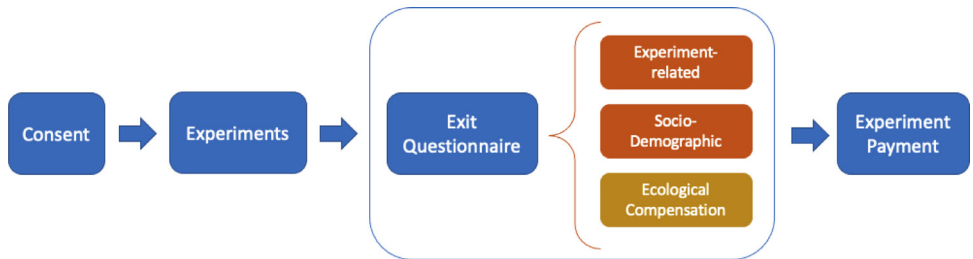 Consent
Experiments
Exit
Questionnaire
Experiment-
related
Socio-
Demographic
Ecological
Compensation
Experiment
Payment